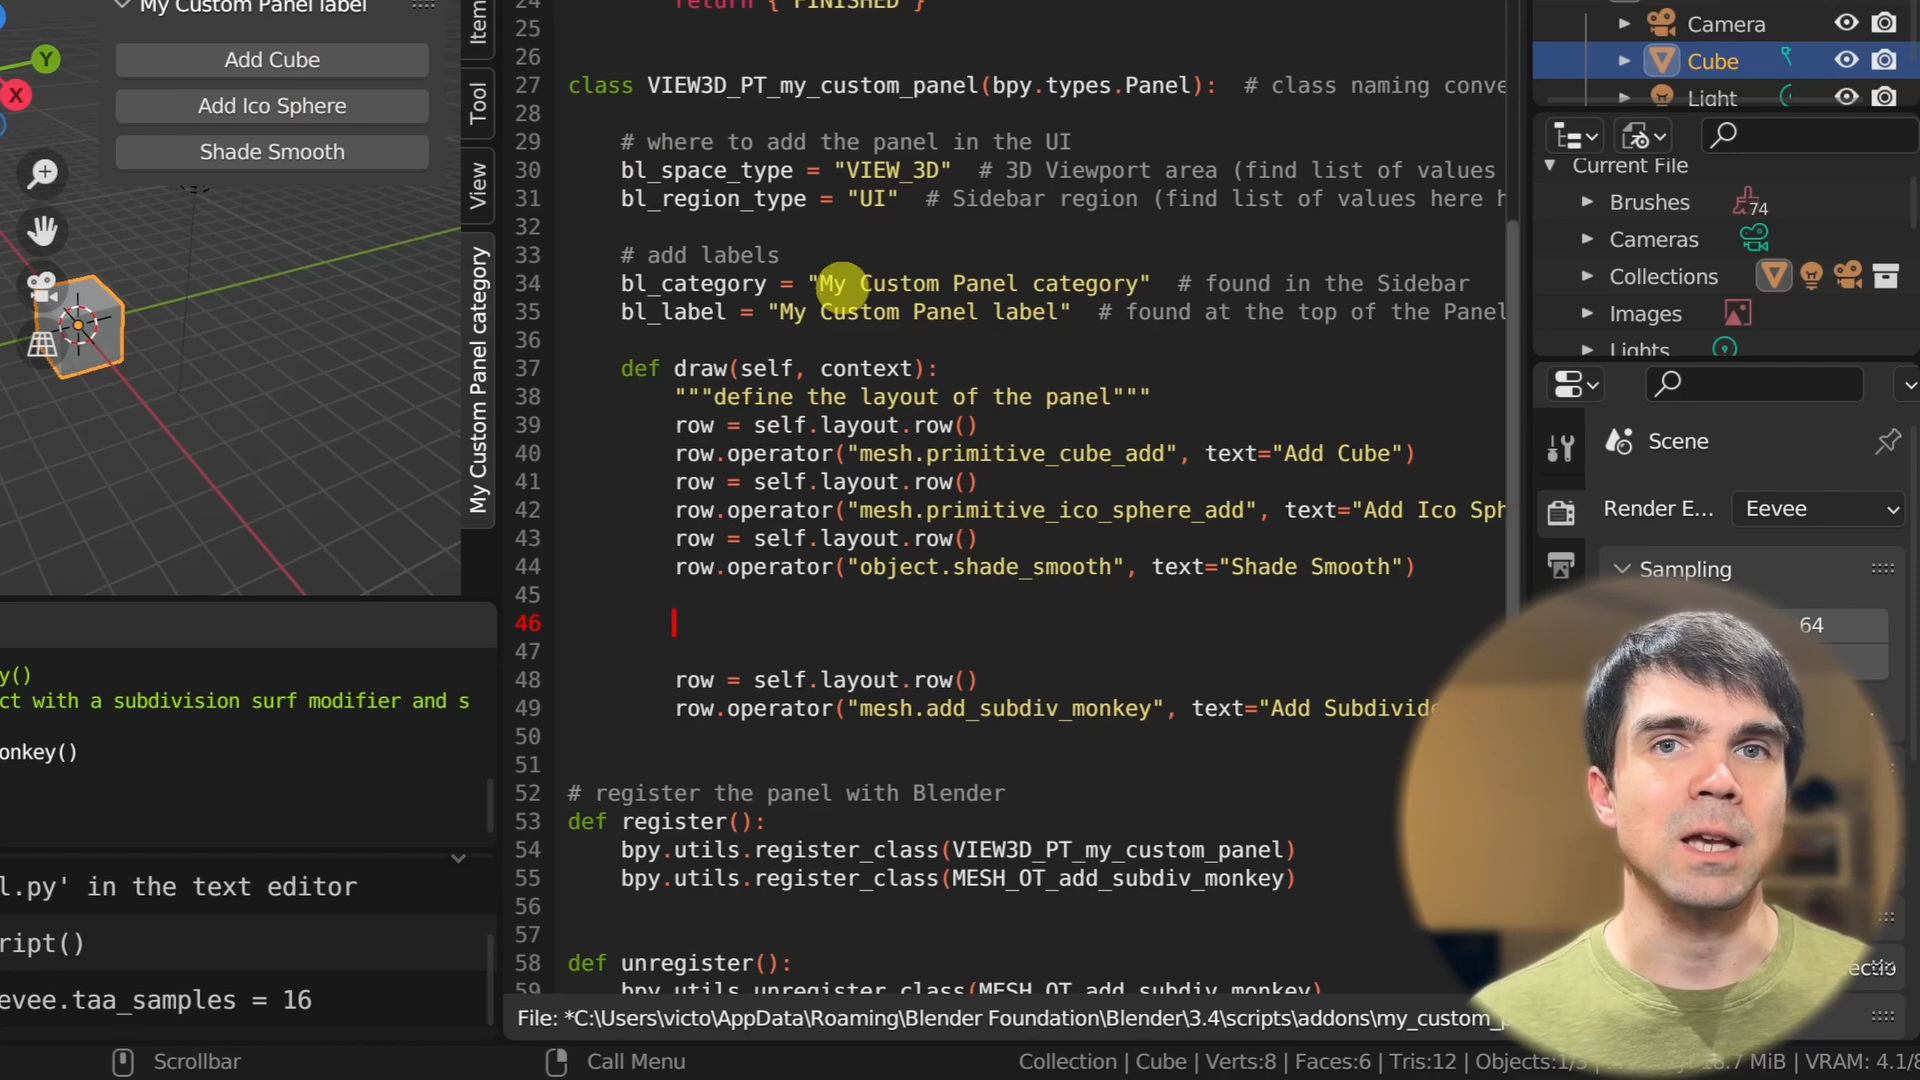 My Custom Panel label
Add Cube
Add Ico Sphere
Shade Smooth
Y
X
Item
Tool
View
My Custom Panel category
y()
ct with a subdivision surf modifier and s
onkey()
l.py' in the text editor
ript()
evee.taa_samples = 16
24 return {"FINISHED"}
25
26
27 class VIEW3D_PT_my_custom_panel(bpy.types.Panel):  # class naming conve
28
29 # where to add the panel in the UI
30 bl_space_type = "VIEW_3D"  # 3D Viewport area (find list of values
31 bl_region_type = "UI"  # Sidebar region (find list of values here h
32
33 # add labels
34 bl_category = "My Custom Panel category"  # found in the Sidebar
35 bl_label = "My Custom Panel label"  # found at the top of the Panel
36
37 def draw(self, context):
38 """define the layout of the panel"""
39 row = self.layout.row()
40 row.operator("mesh.primitive_cube_add", text="Add Cube")
41 row = self.layout.row()
42 row.operator("mesh.primitive_ico_sphere_add", text="Add Ico Sph
43 row = self.layout.row()
44 row.operator("object.shade_smooth", text="Shade Smooth")
45
46
47
48 row = self.layout.row()
49 row.operator("mesh.add_subdiv_monkey", text="Add Subdivide
50
51
52 # register the panel with Blender
53 def register():
54 bpy.utils.register_class(VIEW3D_PT_my_custom_panel)
55 bpy.utils.register_class(MESH_OT_add_subdiv_monkey)
56
57
58 def unregister():
59 bpy.utils.unregister_class(MESH_OT_add_subdiv_monkey)
File: *C:\Users\victo\AppData\Roaming\Blender Foundation\Blender\3.4\scripts\addons\my_custom_p
Camera
Cube
Light
Current File
Brushes 74
Cameras
Collections
Images
Lights
Scene
Render E... Eevee
Sampling
64
Scrollbar
Call Menu
Collection | Cube | Verts:8 | Faces:6 | Tris:12 | Objects:1/3
MiB | VRAM: 4.1/8